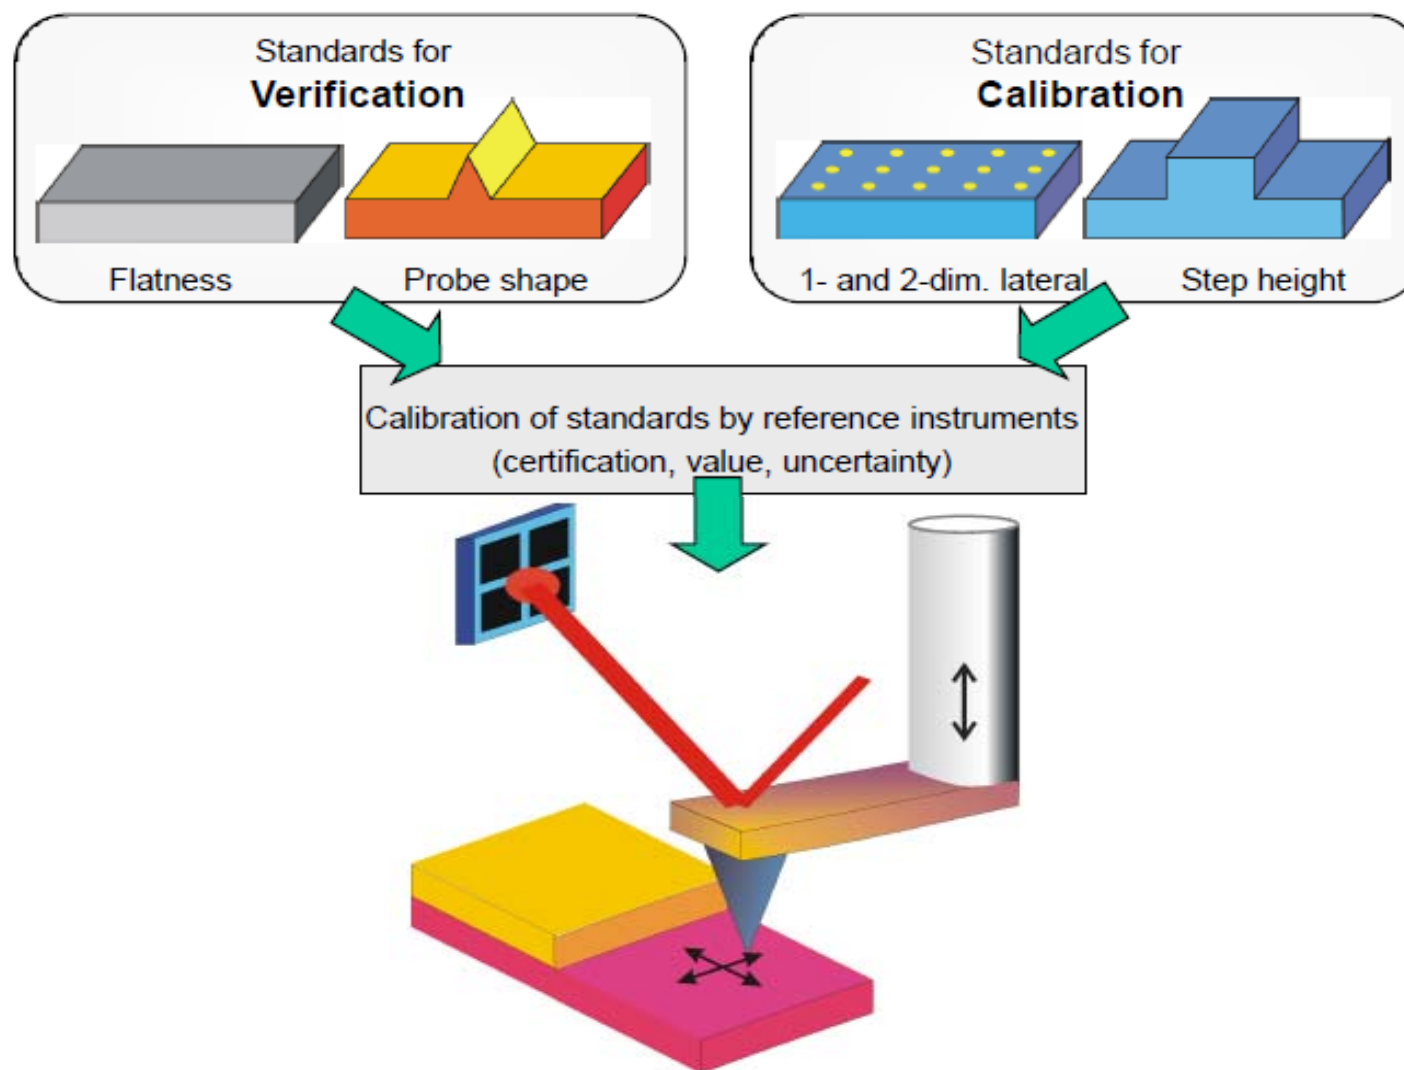 Standards for
Verification
Flatness
Probe shape
Standards for
Calibration
1- and 2-dim. lateral
Step height
Calibration of standards by reference instruments
(certification, value, uncertainty)